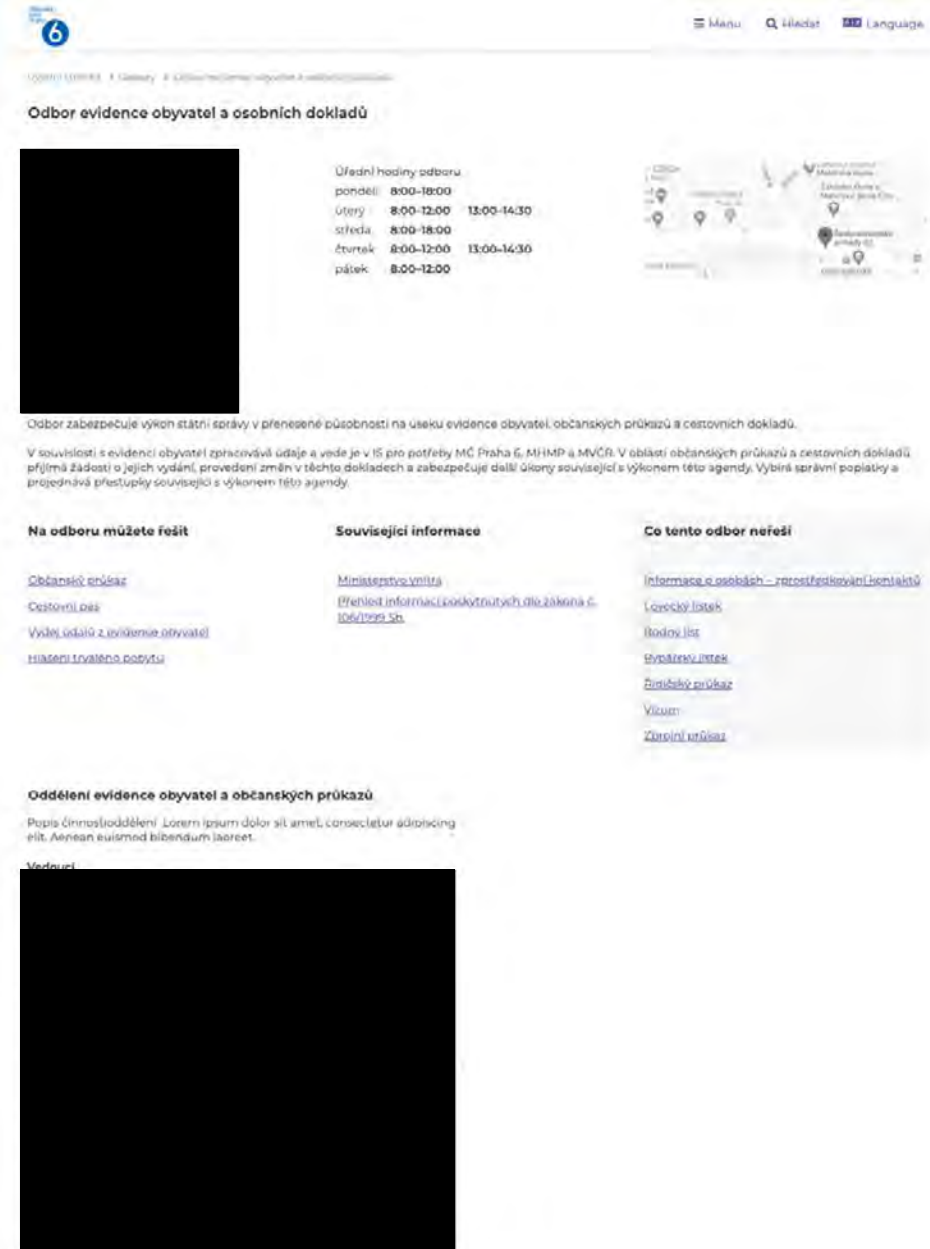 6
Menu
Hledat
Language
Odbor evidence obyvatel a osobních dokladů
Úřední hodiny odboru
pondělí 8:00–18:00
úterý 8:00–12:00 13:00–14:30
středa 8:00–18:00
čtvrtek 8:00–12:00 13:00–14:30
pátek 8:00–12:00
Odbor zabezpečuje výkon státní správy v přenesené působnosti na úseku evidence obyvatel, občanských průkazů a cestovních dokladů.
V souvislosti s evidencí obyvatel zpracovává údaje a vede je v IS pro potřeby MČ Praha 6, MHMP a MVČR. V oblasti občanských průkazů a cestovních dokladů
přijímá žádosti o jejich vydání, provedení změn v těchto dokladech a zabezpečuje další úkony související s výkonem této agendy. Vybírá správní poplatky a
projednává přestupky související s výkonem této agendy.
Na odboru můžete řešit
Občanský průkaz
Cestovní pas
Výdej údajů z evidence obyvatel
Hlášení trvalého pobytu
Související informace
Ministerstvo vnitra
Přehled informací poskytnutých dle zákona č.
106/1999 Sb.
Co tento odbor neřeší
Informace o osobách – zprostředkování kontaktů
Lovecký lístek
Rodný list
Rybářský lístek
Řidičský průkaz
Vízum
Zbrojní průkaz
Oddělení evidence obyvatel a občanských průkazů
Popis činnostioddělení. Lorem ipsum dolor sit amet, consectetur adipiscing
elit. Aenean euismod bibendum laoreet.
Vedoucí